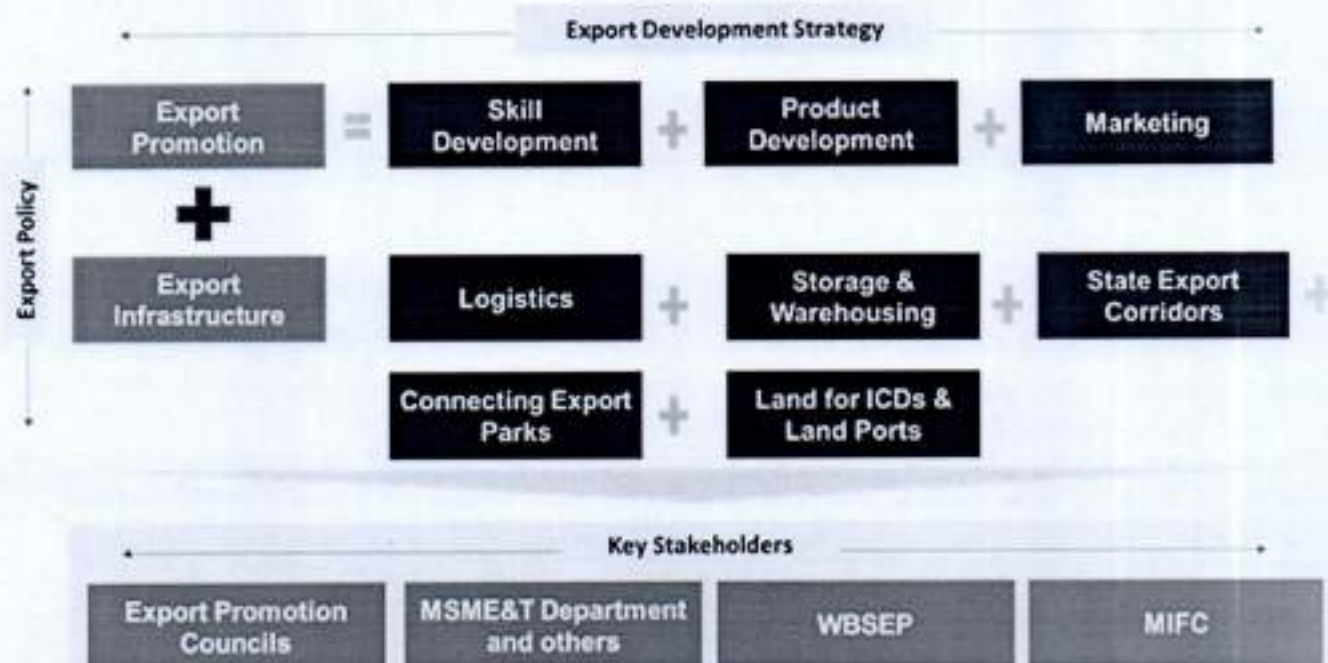 Export Development Strategy
Export Policy
Export
Promotion
=
Skill
Development
+
Product
Development
+
Marketing
+
Export
Infrastructure
Logistics
+
Storage &
Warehousing
+
State Export
Corridors
+
Connecting Export
Parks
+
Land for ICDs &
Land Ports
Key Stakeholders
Export Promotion
Councils
MSME&T Department
and others
WBSEP
MIFC